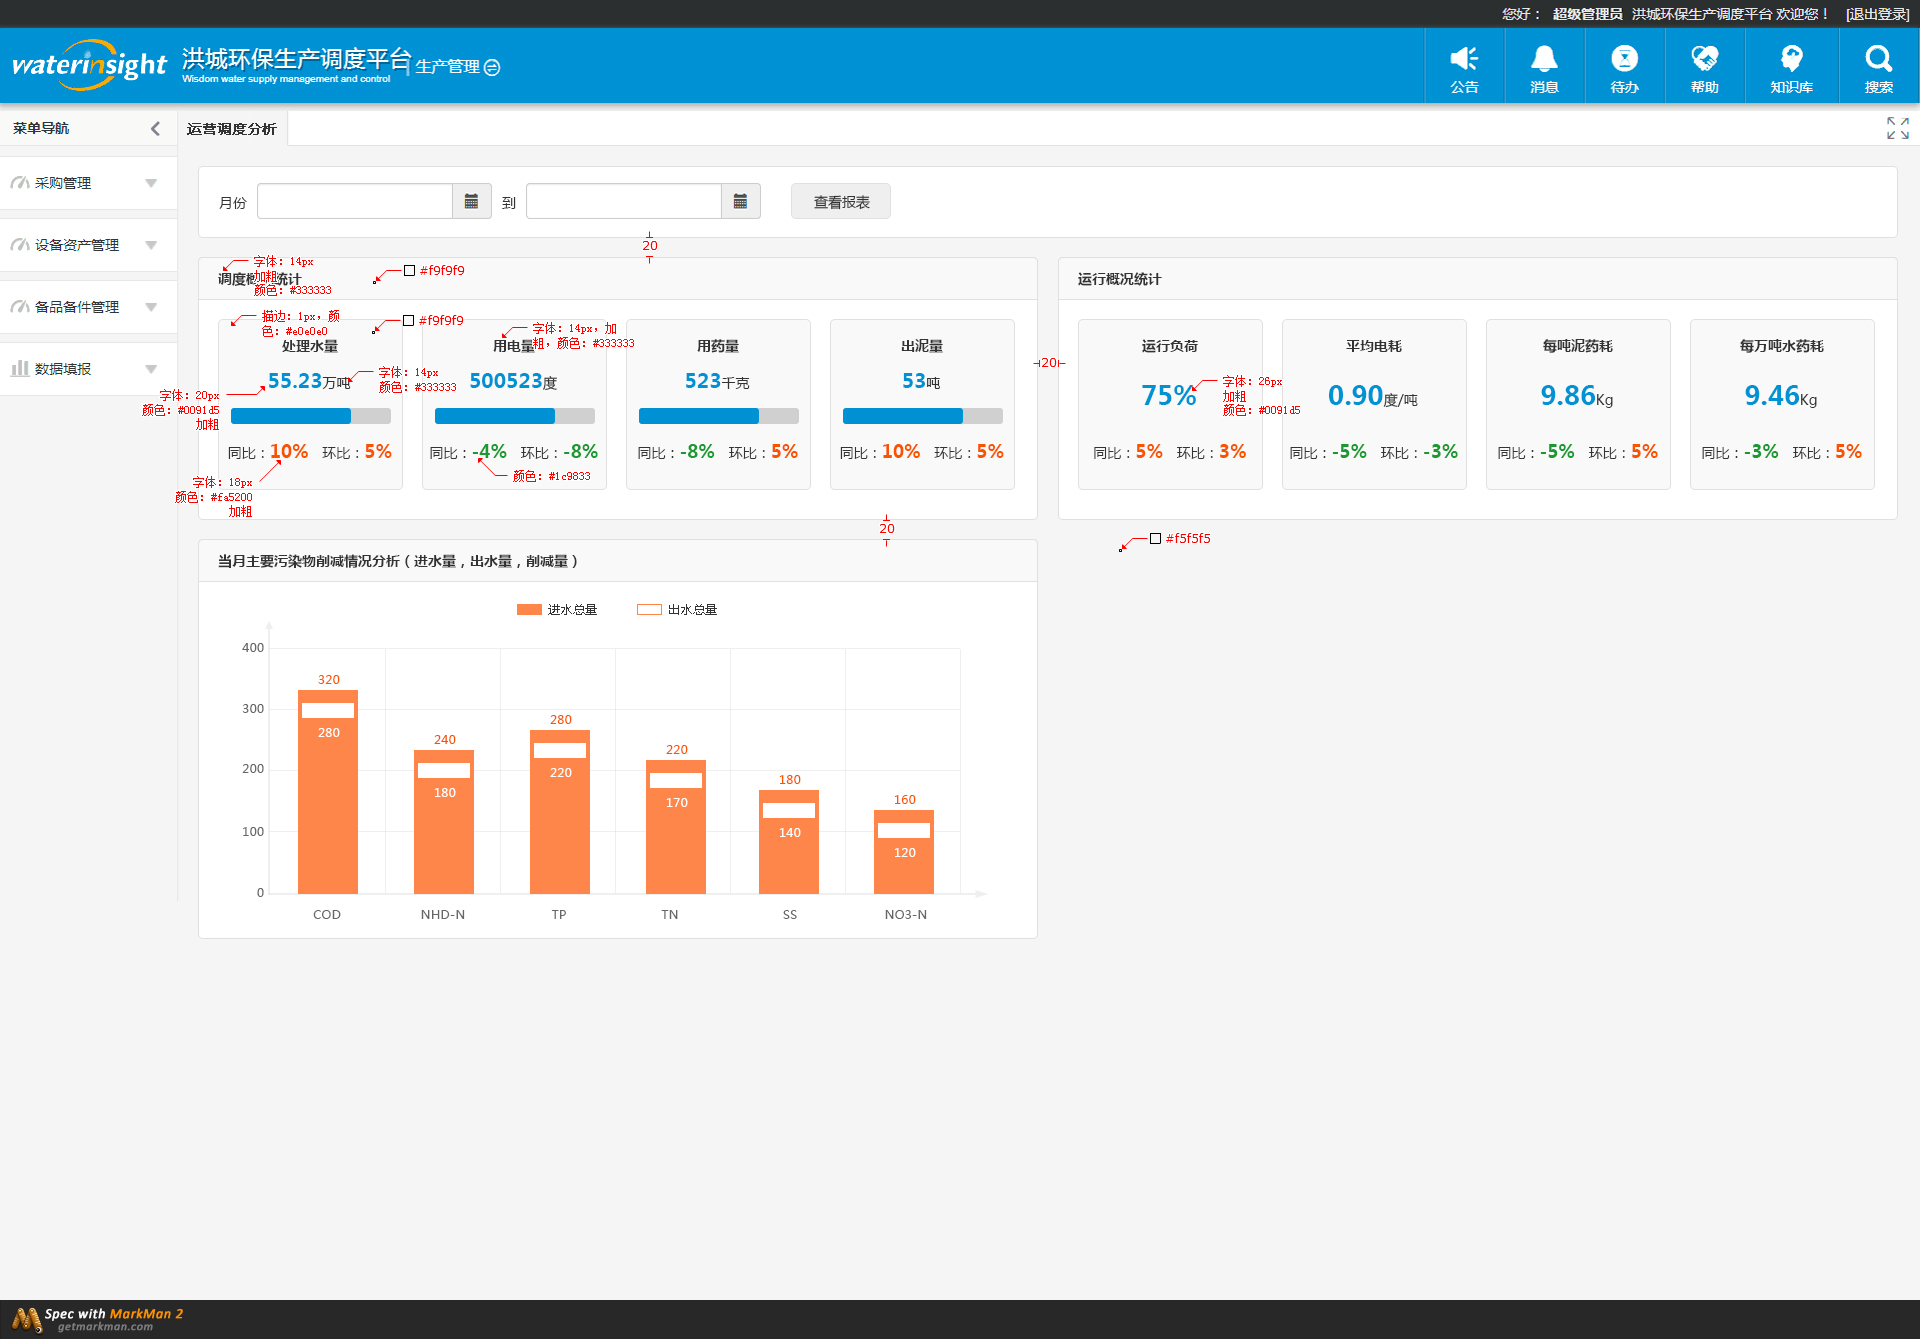 您好： 超级管理员 洪城环保生产调度平台 欢迎您！ [退出登录]
waterinsight
洪城环保生产调度平台 生产管理
Wisdom water supply management and control
公告 消息 待办 帮助 知识库 搜索
菜单导航
运营调度分析
采购管理
设备资产管理
备品备件管理
数据填报
月份 到 查看报表
20
调度概况统计
字体：14px
加粗
颜色：#333333
#f9f9f9
描边：1px，颜
色：#e0e0e0
#f9f9f9
字体：14px，加
粗，颜色：#333333
处理水量 用电量 用药量 出泥量
55.23万吨 500523度 523千克 53吨
字体：14px
颜色：#333333
字体：20px
颜色：#0091d5
加粗
同比：10% 环比：5%
同比：-4% 环比：-8%
同比：-8% 环比：5%
同比：10% 环比：5%
字体：18px
颜色：#fa5200
加粗
颜色：#1c9833
20
运行概况统计
运行负荷 平均电耗 每吨泥药耗 每万吨水药耗
75% 0.90度/吨 9.86Kg 9.46Kg
字体：26px
加粗
颜色：#0091d5
同比：5% 环比：3%
同比：-5% 环比：-3%
同比：-5% 环比：5%
同比：-3% 环比：5%
20
#f5f5f5
当月主要污染物削减情况分析（进水量，出水量，削减量）
进水总量 出水总量
400
300
200
100
0
320
280
240
180
280
220
220
170
180
140
160
120
COD NHD-N TP TN SS NO3-N
Spec with MarkMan 2
getmarkman.com